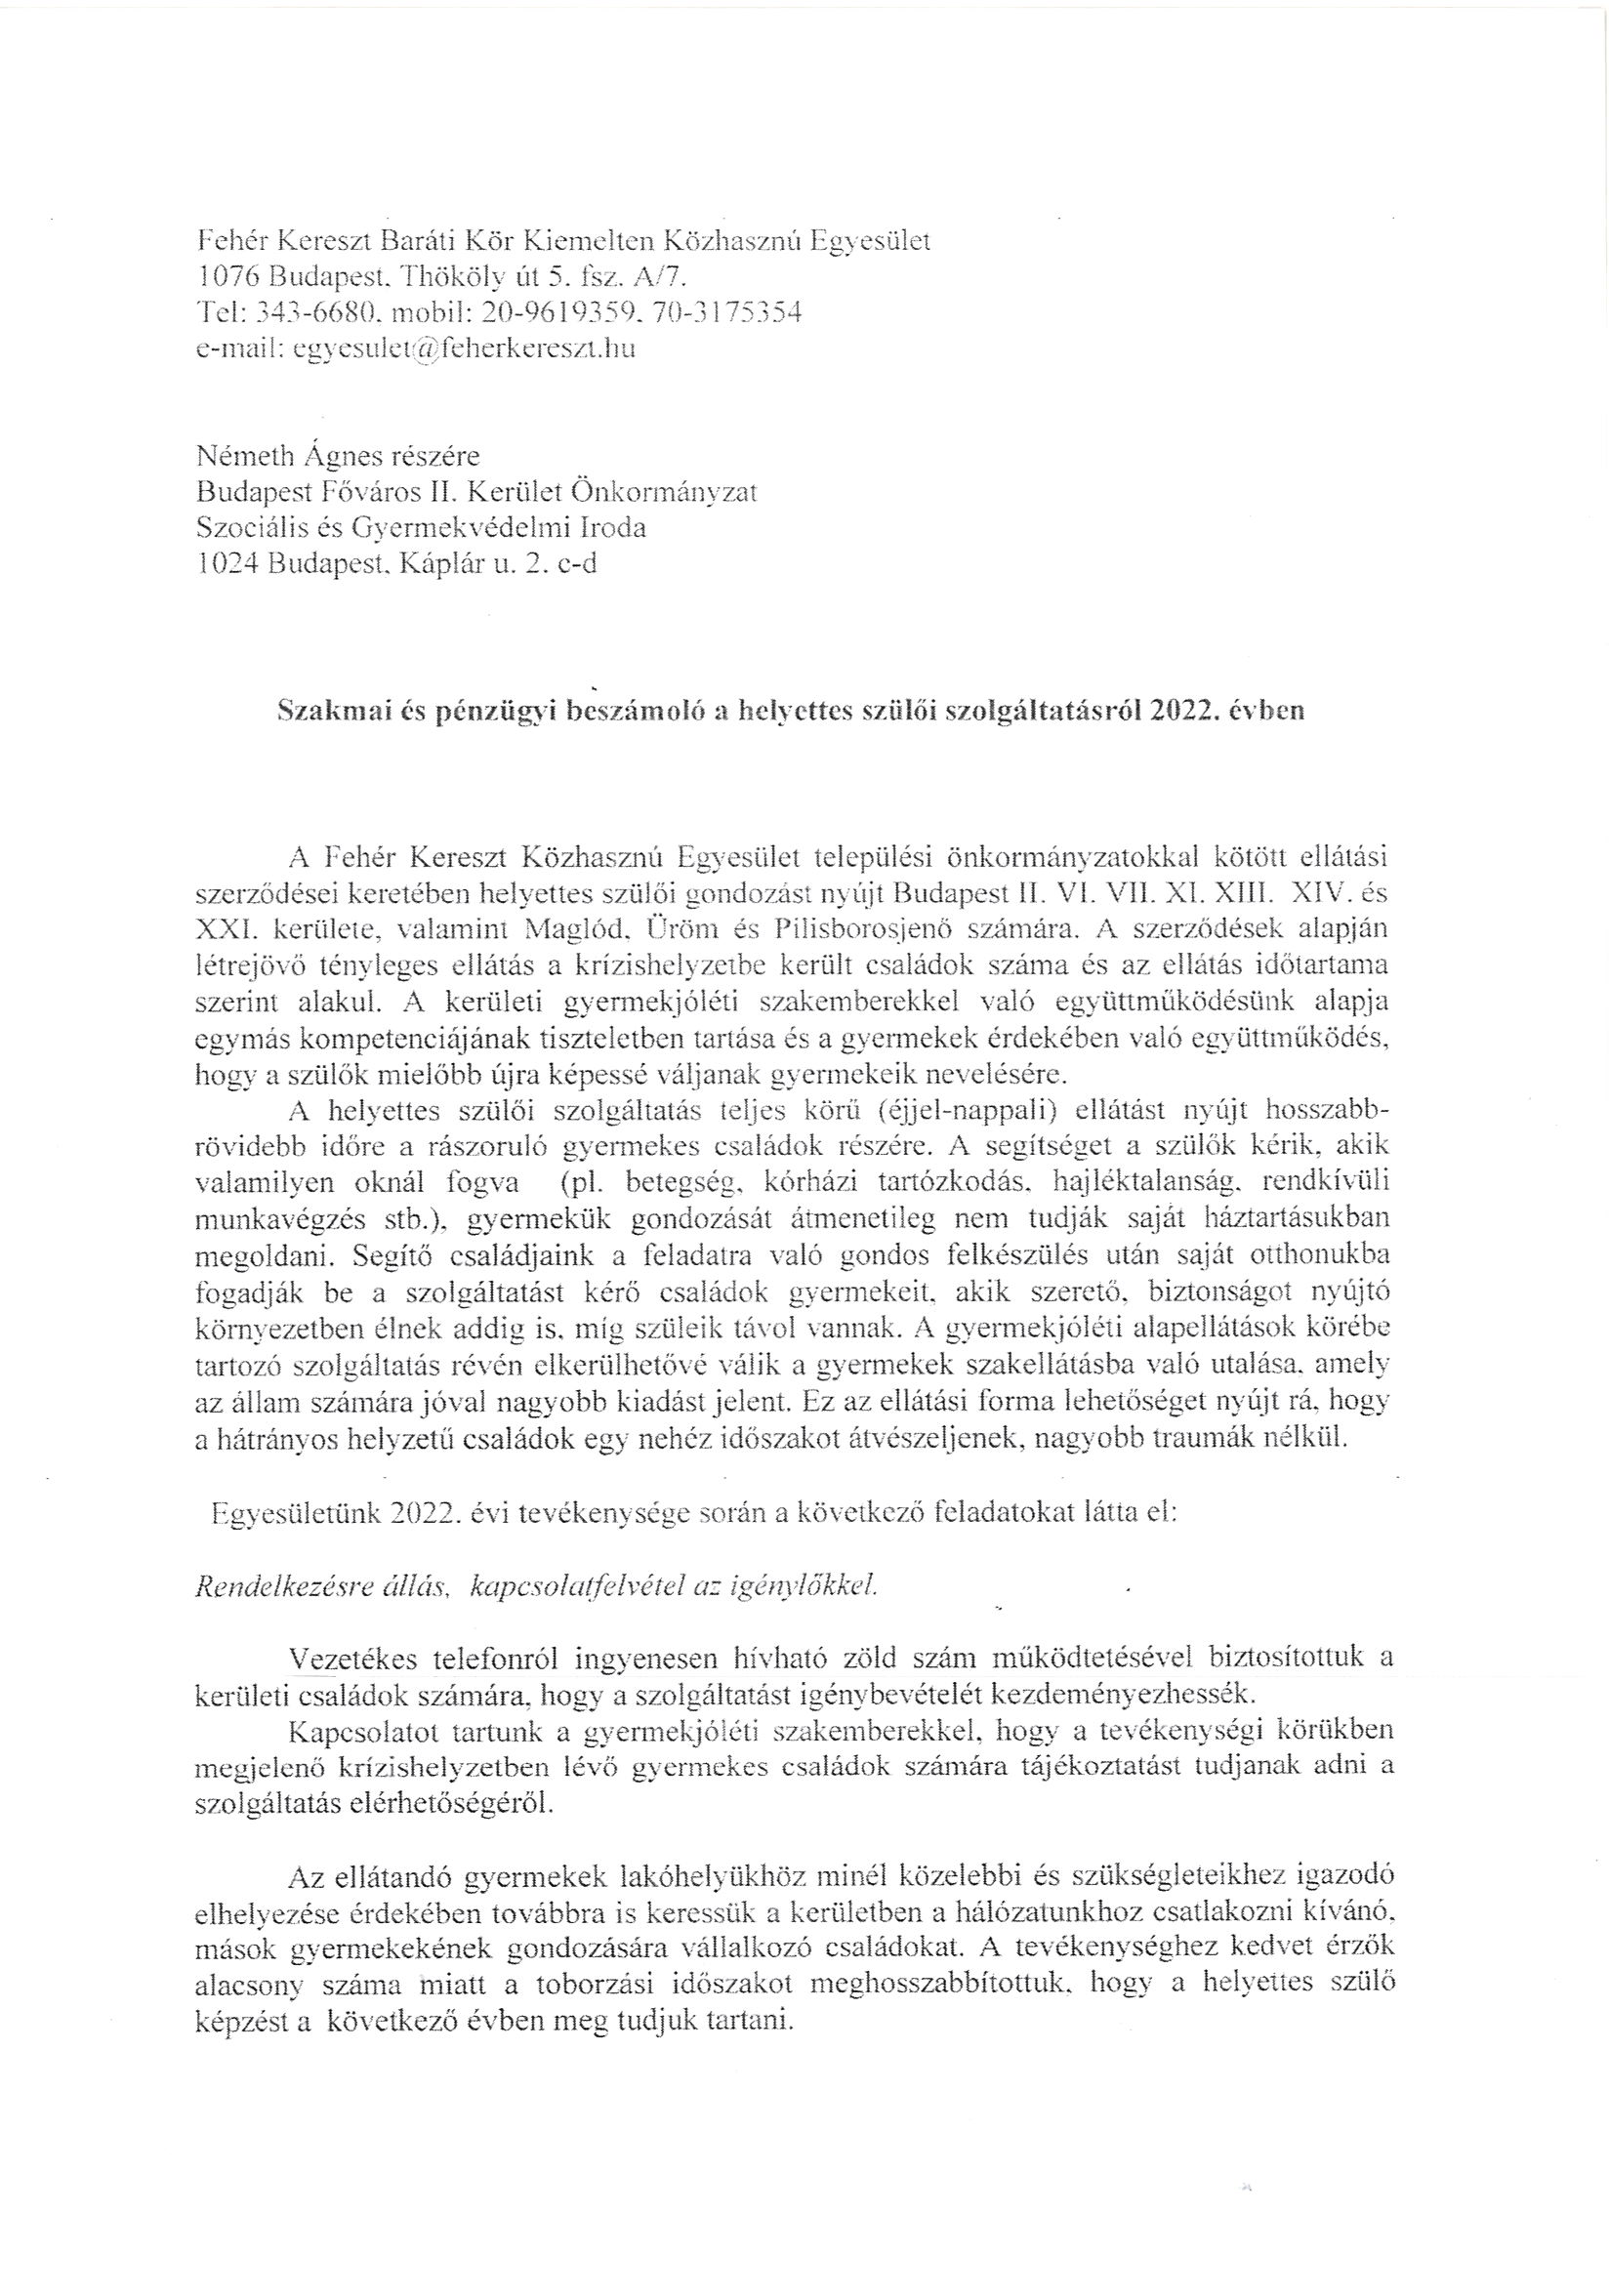 Fehér Kereszt Baráti Kör Kiemelten Közhasznú Egyesület
1076 Budapest, Thököly út 5. fsz. A/7.
Tel: 343-6680, mobil: 20-9619359, 70-3175354
e-mail: egyesulet@feherkereszt.hu
Németh Ágnes részére
Budapest Főváros II. Kerület Önkormányzat
Szociális és Gyermekvédelmi Iroda
1024 Budapest, Káplár u. 2. c-d
Szakmai és pénzügyi beszámoló a helyettes szülői szolgáltatásról 2022. évben
A Fehér Kereszt Közhasznú Egyesület települési önkormányzatokkal kötött ellátási
szerződései keretében helyettes szülői gondozást nyújt Budapest II. VI. VII. XI. XIII. XIV. és
XXI. kerülete, valamint Maglód, Üröm és Pilisborosjenő számára. A szerződések alapján
létrejövő tényleges ellátás a krízishelyzetbe került családok száma és az ellátás időtartama
szerint alakul. A kerületi gyermekjóléti szakemberekkel való együttműködésünk alapja
egymás kompetenciájának tiszteletben tartása és a gyermekek érdekében való együttműködés,
hogy a szülők mielőbb újra képessé váljanak gyermekeik nevelésére.
A helyettes szülői szolgáltatás teljes körű (éjjel-nappali) ellátást nyújt hosszabb-
rövidebb időre a rászoruló gyermekes családok részére. A segítséget a szülők kérik, akik
valamilyen oknál fogva (pl. betegség, kórházi tartózkodás, hajléktalanság, rendkívüli
munkavégzés stb.), gyermekük gondozását átmenetileg nem tudják saját háztartásukban
megoldani. Segítő családjaink a feladatra való gondos felkészülés után saját otthonukba
fogadják be a szolgáltatást kérő családok gyermekeit, akik szerető, biztonságot nyújtó
környezetben élnek addig is, míg szüleik távol vannak. A gyermekjóléti alapellátások körébe
tartozó szolgáltatás révén elkerülhetővé válik a gyermekek szakellátásba való utalása, amely
az állam számára jóval nagyobb kiadást jelent. Ez az ellátási forma lehetőséget nyújt rá, hogy
a hátrányos helyzetű családok egy nehéz időszakot átvészeljenek, nagyobb traumák nélkül.
Egyesületünk 2022. évi tevékenysége során a következő feladatokat látta el:
Rendelkezésre állás, kapcsolatfelvétel az igénylőkkel.
Vezetékes telefonról ingyenesen hívható zöld szám működtetésével biztosítottuk a
kerületi családok számára, hogy a szolgáltatást igénybevételét kezdeményezhessék.
Kapcsolatot tartunk a gyermekjóléti szakemberekkel, hogy a tevékenységi körükben
megjelenő krízishelyzetben lévő gyermekes családok számára tájékoztatást tudjanak adni a
szolgáltatás elérhetőségéről.
Az ellátandó gyermekek lakóhelyükhöz minél közelebbi és szükségleteikhez igazodó
elhelyezése érdekében továbbra is keressük a kerületben a hálózatunkhoz csatlakozni kívánó,
mások gyermekekének gondozására vállalkozó családokat. A tevékenységhez kedvet érzők
alacsony száma miatt a toborzási időszakot meghosszabbítottuk, hogy a helyettes szülő
képzést a következő évben meg tudjuk tartani.